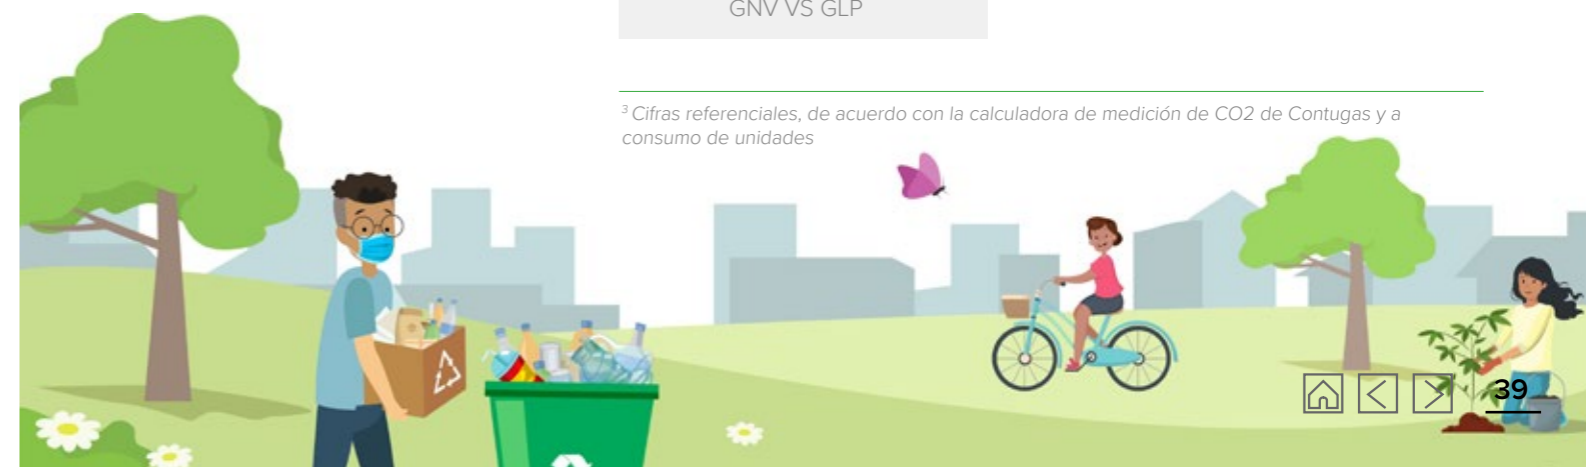 GNV VS GLP
³ Cifras referenciales, de acuerdo con la calculadora de medición de CO2 de Contugas y a
consumo de unidades
39